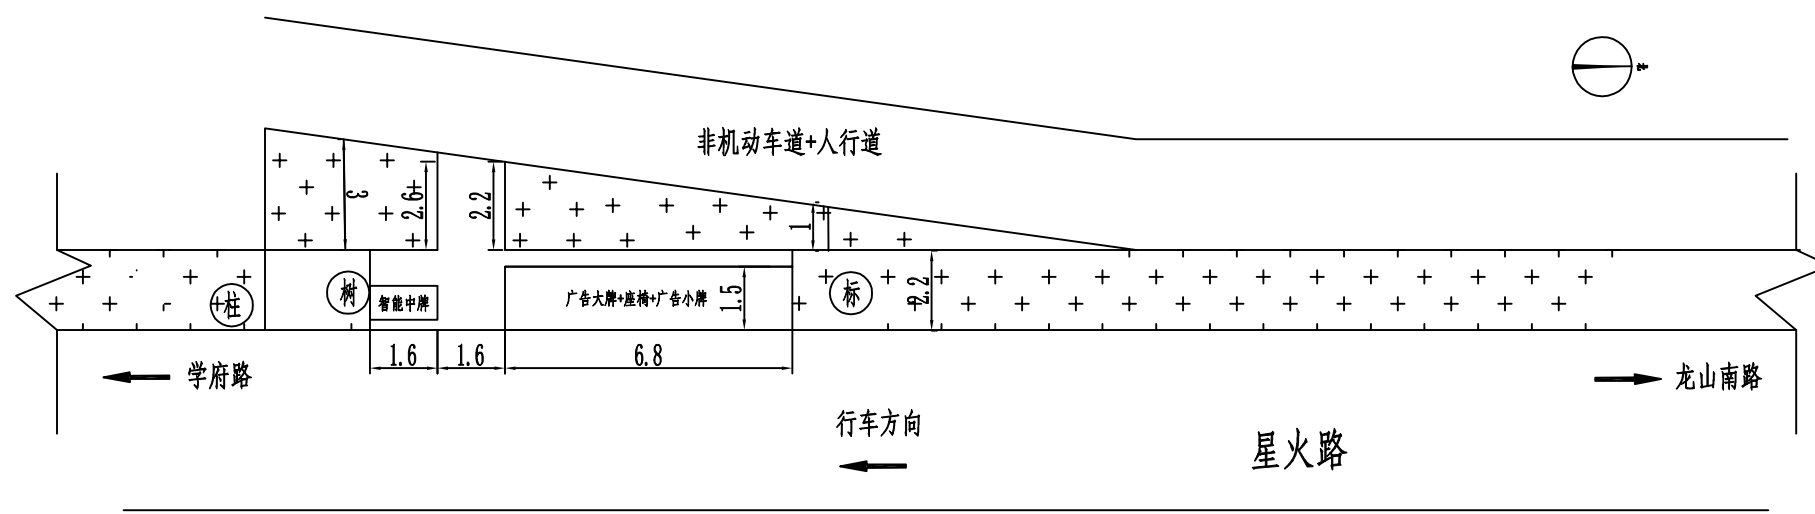 非机动车道+人行道
3
2.6
2.2
1
柱
树
智能中牌
广告大牌+座椅+广告小牌
1.5
标
2.2
1.6
1.6
6.8
学府路
龙山南路
行车方向
星火路